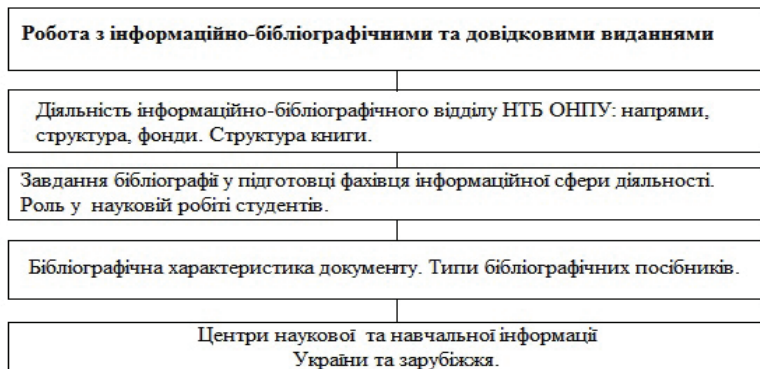 Робота з інформаційно-бібліографічними та довідковими виданнями
Діяльність інформаційно-бібліографічного відділу НТБ ОНПУ: напрями,
структура, фонди. Структура книги.
Завдання бібліографії у підготовці фахівця інформаційної сфери діяльності.
Роль у науковій робіті студентів.
Бібліографічна характеристика документу. Типи бібліографічних посібників.
Центри наукової та навчальної інформації
України та зарубіжжя.